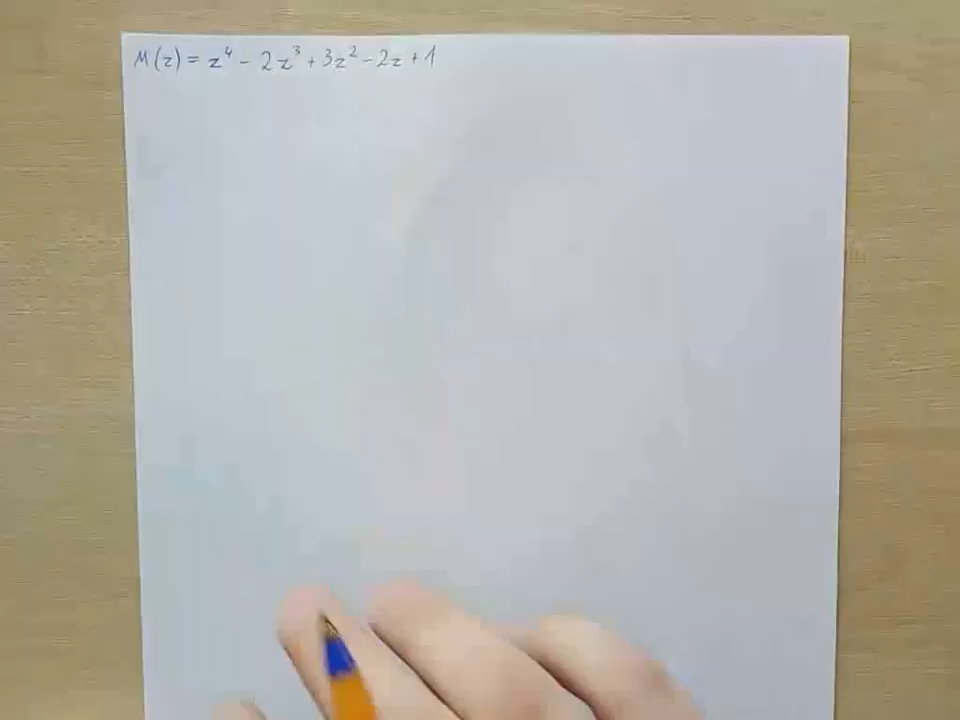 M(z) = z⁴ - 2z³ + 3z² - 2z + 1